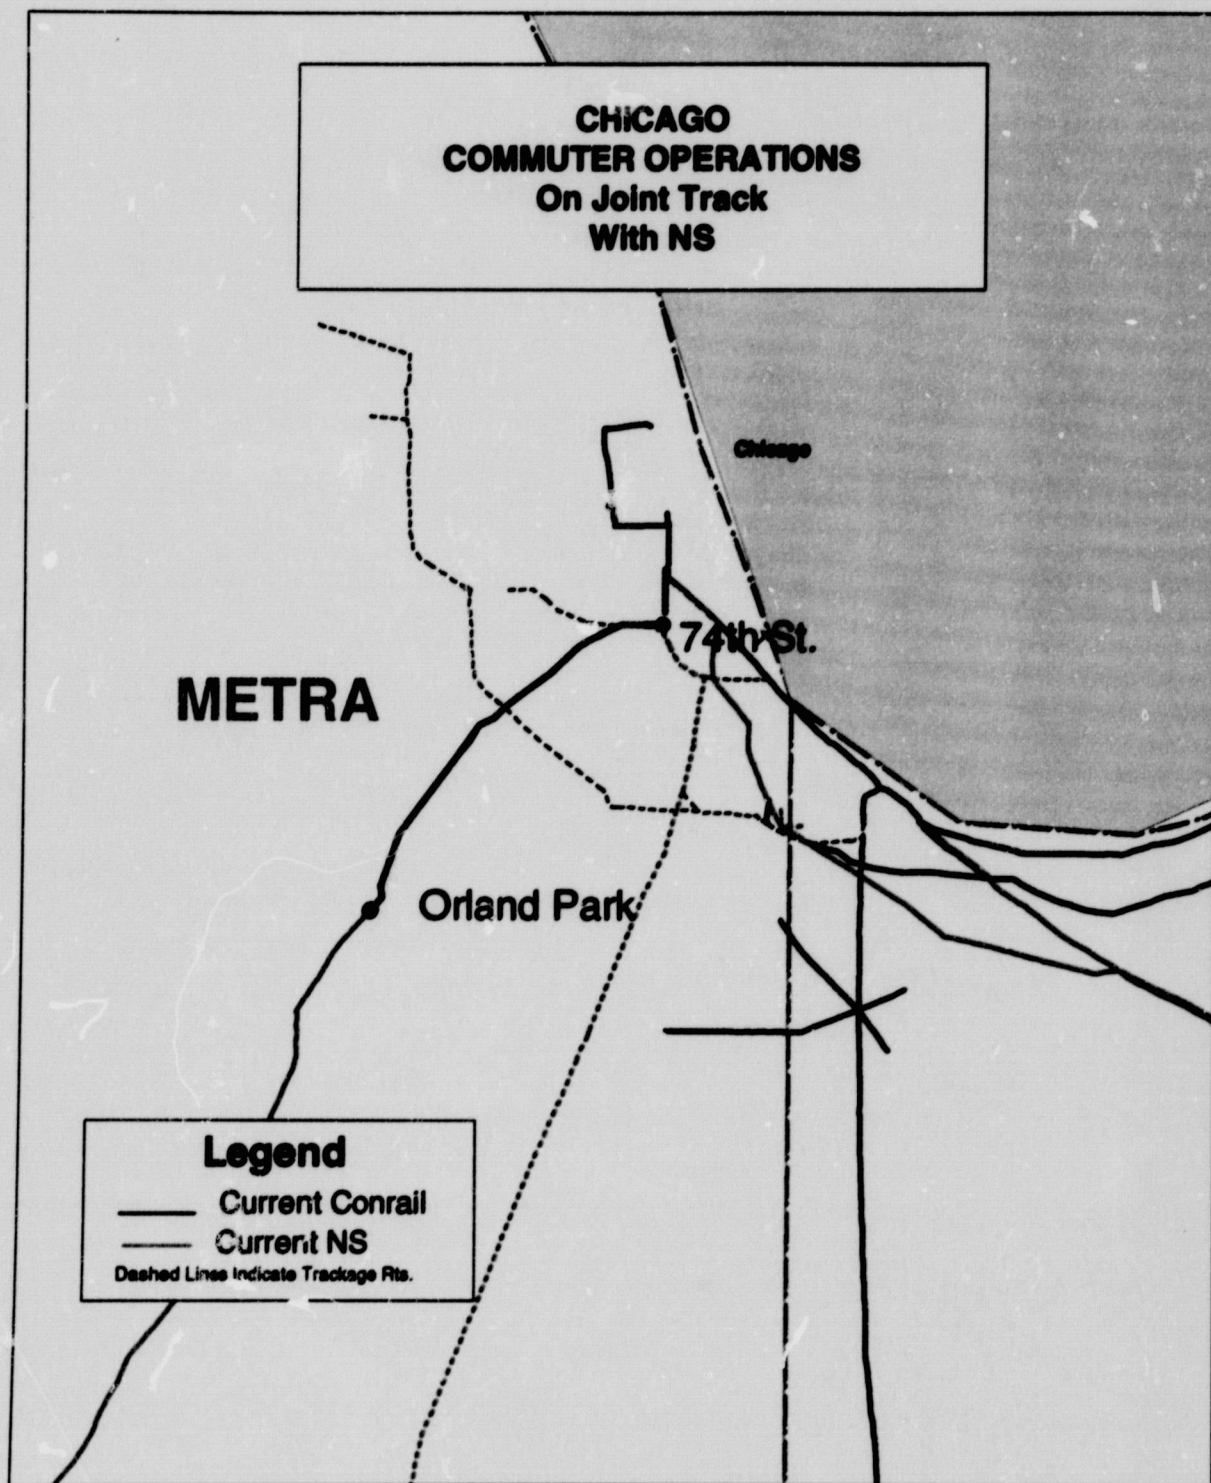 CHICAGO
COMMUTER OPERATIONS
On Joint Track
With NS
Chicago
74th St.
METRA
Orland Park
Legend
Current Conrail
Current NS
Dashed Lines Indicate Trackage Rts.